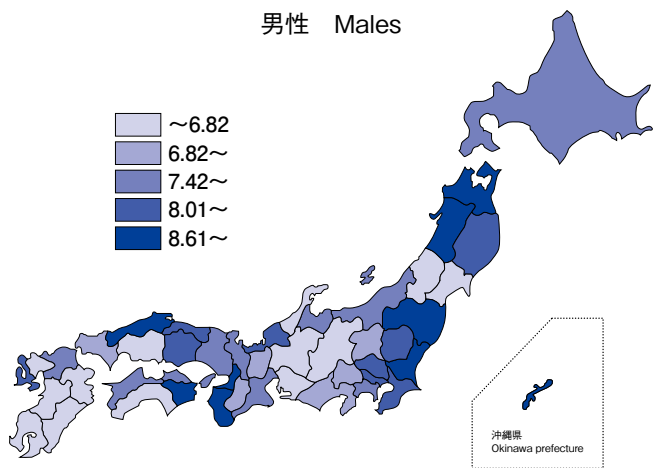 男性　Males
～6.82
6.82～
7.42～
8.01～
8.61～
沖縄県
Okinawa prefecture